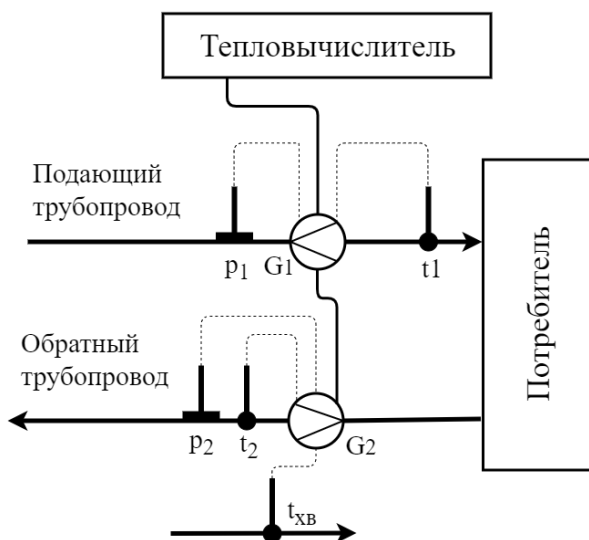 Тепловычислитель
Подающий
трубопровод
p1
G1
t1
Потребитель
Обратный
трубопровод
p2
t2
G2
tхв